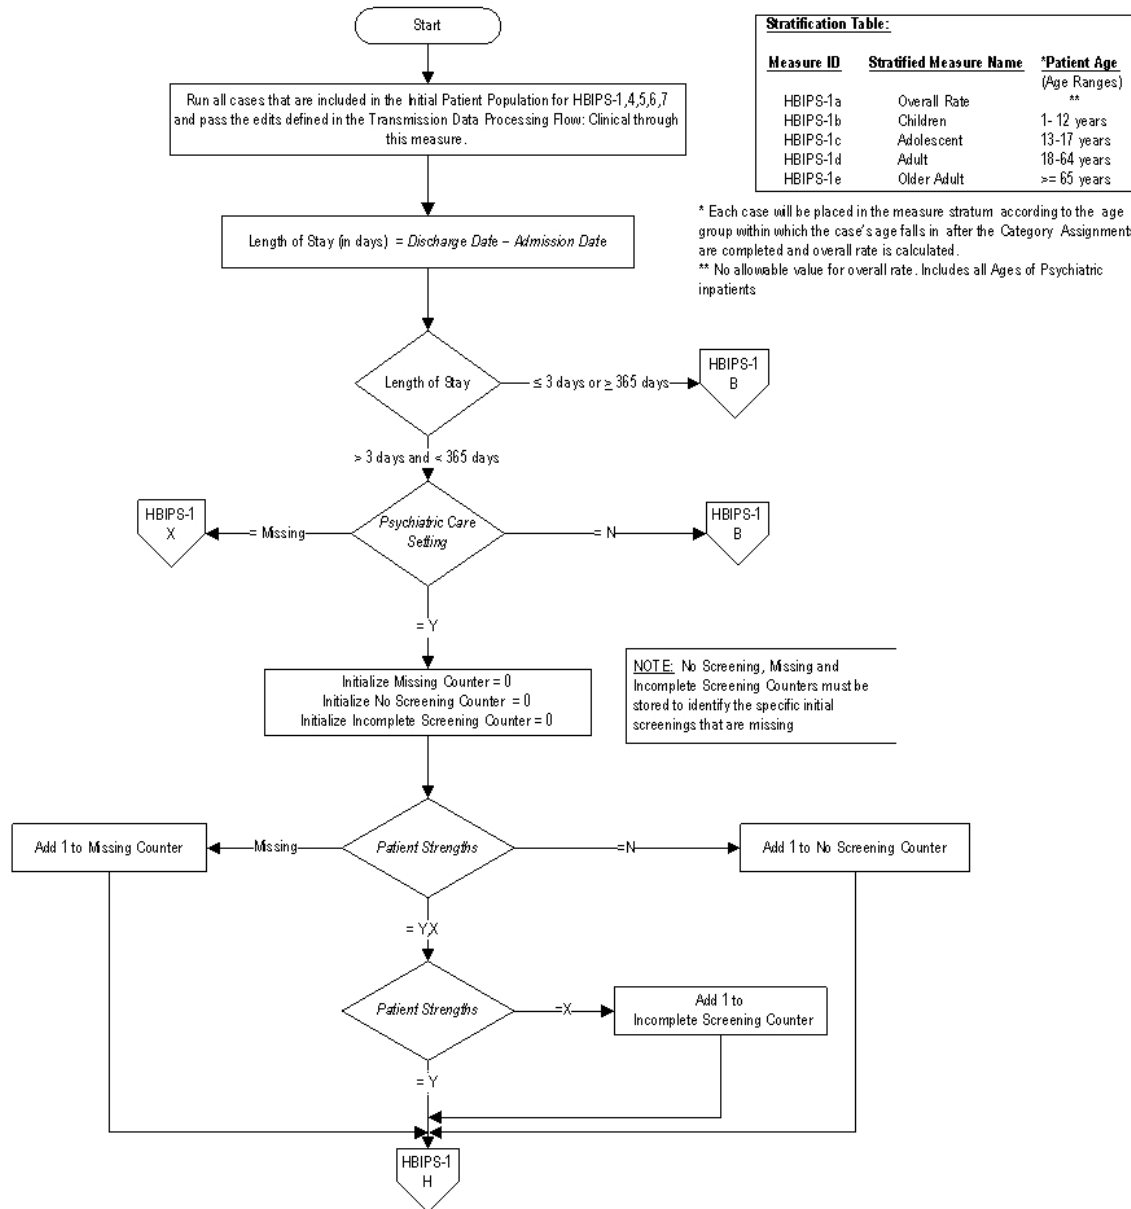 Start
Run all cases that are included in the Initial Patient Population for HBIPS-1,4,5,6,7
and pass the edits defined in the Transmission Data Processing Flow: Clinical through
this measure.
Stratification Table:
Measure ID Stratified Measure Name *Patient Age
(Age Ranges)
HBIPS-1a Overall Rate **
HBIPS-1b Children 1- 12 years
HBIPS-1c Adolescent 13-17 years
HBIPS-1d Adult 18-64 years
HBIPS-1e Older Adult >= 65 years
* Each case will be placed in the measure stratum according to the age
group within which the case's age falls in after the Category Assignments
are completed and overall rate is calculated.
** No allowable value for overall rate. Includes all Ages of Psychiatric
inpatients
Length of Stay (in days) = Discharge Date – Admission Date
Length of Stay
≤ 3 days or ≥ 365 days
HBIPS-1
B
> 3 days and < 365 days
HBIPS-1
X
= Missing
Psychiatric Care
Setting
= N
HBIPS-1
B
= Y
Initialize Missing Counter = 0
Initialize No Screening Counter = 0
Initialize Incomplete Screening Counter = 0
NOTE: No Screening, Missing and
Incomplete Screening Counters must be
stored to identify the specific initial
screenings that are missing
Add 1 to Missing Counter
Missing
Patient Strengths
=N
Add 1 to No Screening Counter
= Y,X
Patient Strengths
=X
Add 1 to
Incomplete Screening Counter
= Y
HBIPS-1
H